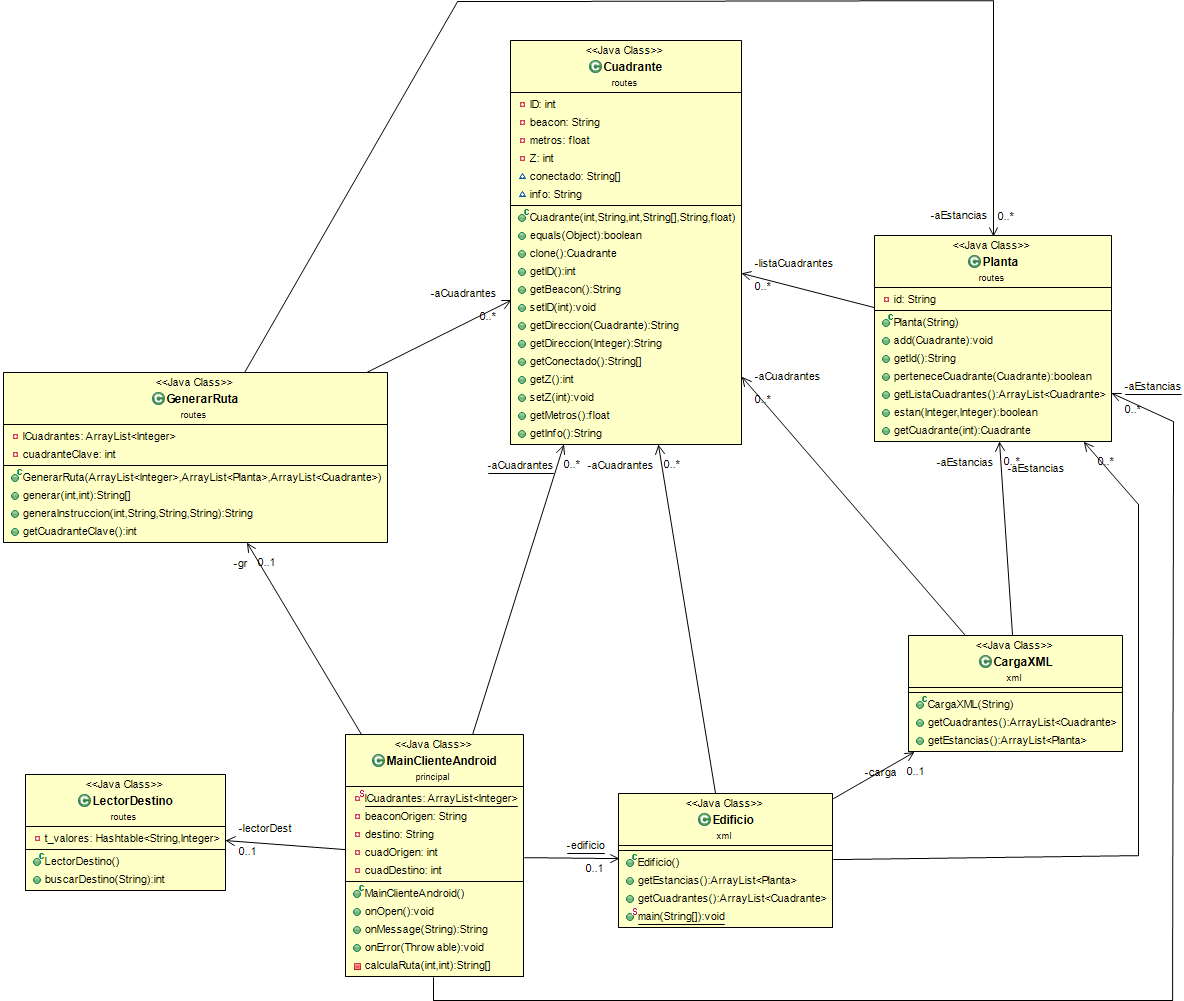 <<Java Class>>
Cuadrante
routes
ID: int
beacon: String
metros: float
Z: int
conectado: String[]
info: String
Cuadrante(int,String,int,String[],String,float)
equals(Object):boolean
clone():Cuadrante
getID():int
getBeacon():String
setID(int):void
getDireccion(Cuadrante):String
getDireccion(Integer):String
getConectado():String[]
getZ():int
setZ(int):void
getMetros():float
getInfo():String
-aEstancias 0..*
<<Java Class>>
Planta
routes
id: String
Planta(String)
add(Cuadrante):void
getId():String
perteneceCuadrante(Cuadrante):boolean
getListaCuadrantes():ArrayList<Cuadrante>
estan(Integer,Integer):boolean
getCuadrante(int):Cuadrante
-listaCuadrantes
0..*
-aCuadrantes
0..*
<<Java Class>>
GenerarRuta
routes
lCuadrantes: ArrayList<Integer>
cuadranteClave: int
GenerarRuta(ArrayList<Integer>,ArrayList<Planta>,ArrayList<Cuadrante>)
generar(int,int):String[]
generaInstruccion(int,String,String,String):String
getCuadranteClave():int
-aCuadrantes
0..*
-aEstancias
0..*
-aCuadrantes 0..*
-aCuadrantes 0..*
-aEstancias 0..*
-aEstancias
0..*
-gr 0..1
<<Java Class>>
CargaXML
xml
CargaXML(String)
getCuadrantes():ArrayList<Cuadrante>
getEstancias():ArrayList<Planta>
-carga 0..1
<<Java Class>>
MainClienteAndroid
principal
lCuadrantes: ArrayList<Integer>
beaconOrigen: String
destino: String
cuadOrigen: int
cuadDestino: int
MainClienteAndroid()
onOpen():void
onMessage(String):String
onError(Throwable):void
calculaRuta(int,int):String[]
<<Java Class>>
LectorDestino
routes
t_valores: Hashtable<String,Integer>
LectorDestino()
buscarDestino(String):int
-lectorDest
0..1
-edificio
0..1
<<Java Class>>
Edificio
xml
Edificio()
getEstancias():ArrayList<Planta>
getCuadrantes():ArrayList<Cuadrante>
main(String[]):void